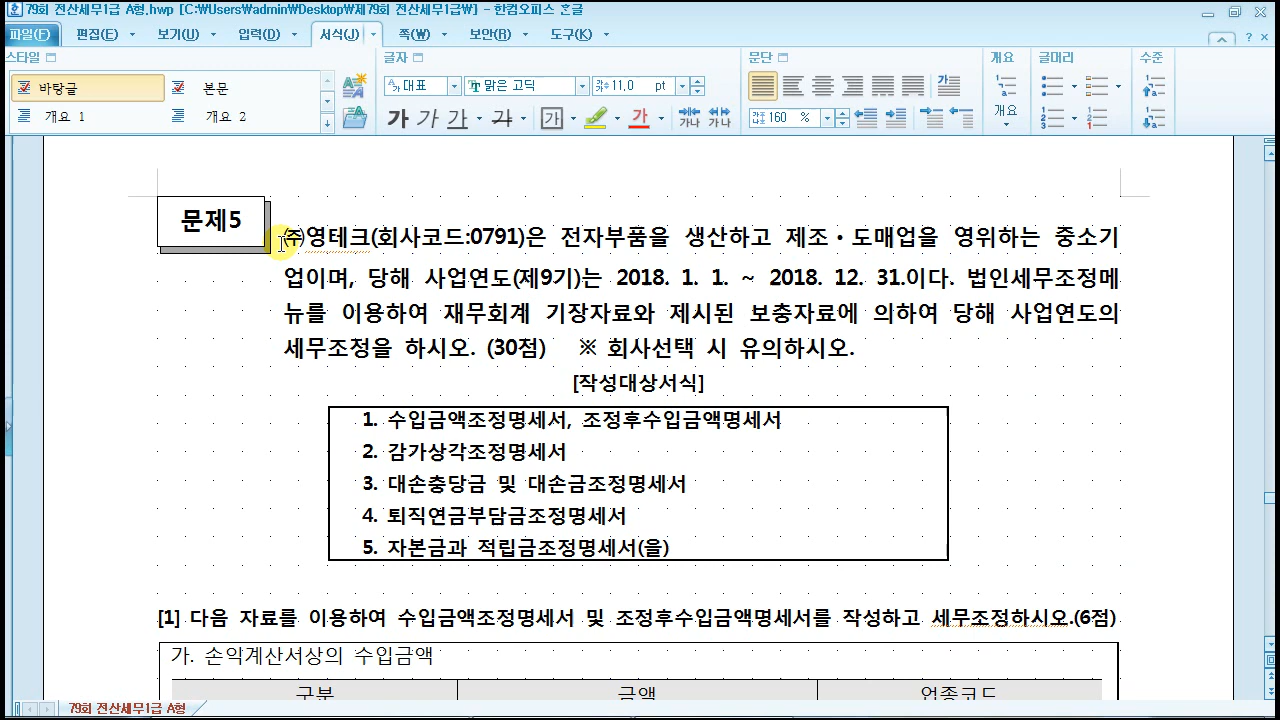 79회 전산세무1급 A형.hwp [C:₩Users₩admin₩Desktop₩제79회 전산세무1급₩] - 한컴오피스 한글
파일(F) 편집(E) 보기(U) 입력(D) 서식(J) 쪽(W) 보안(R) 도구(K)
스타일 글자 문단 개요 글머리 수준
바탕글 본문 대표 맑은 고딕 11.0 pt
개요 1 개요 2 가 가 가 가 가 가 160 % 개요
문제5
㈜영테크(회사코드:0791)은 전자부품을 생산하고 제조·도매업을 영위하는 중소기
업이며, 당해 사업연도(제9기)는 2018. 1. 1. ~ 2018. 12. 31.이다. 법인세무조정메
뉴를 이용하여 재무회계 기장자료와 제시된 보충자료에 의하여 당해 사업연도의
세무조정을 하시오. (30점) ※ 회사선택 시 유의하시오.
[작성대상서식]
1. 수입금액조정명세서, 조정후수입금액명세서
2. 감가상각조정명세서
3. 대손충당금 및 대손금조정명세서
4. 퇴직연금부담금조정명세서
5. 자본금과 적립금조정명세서(을)
[1] 다음 자료를 이용하여 수입금액조정명세서 및 조정후수입금액명세서를 작성하고 세무조정하시오.(6점)
가. 손익계산서상의 수입금액
구분 금액 업종코드
79회 전산세무1급 A형